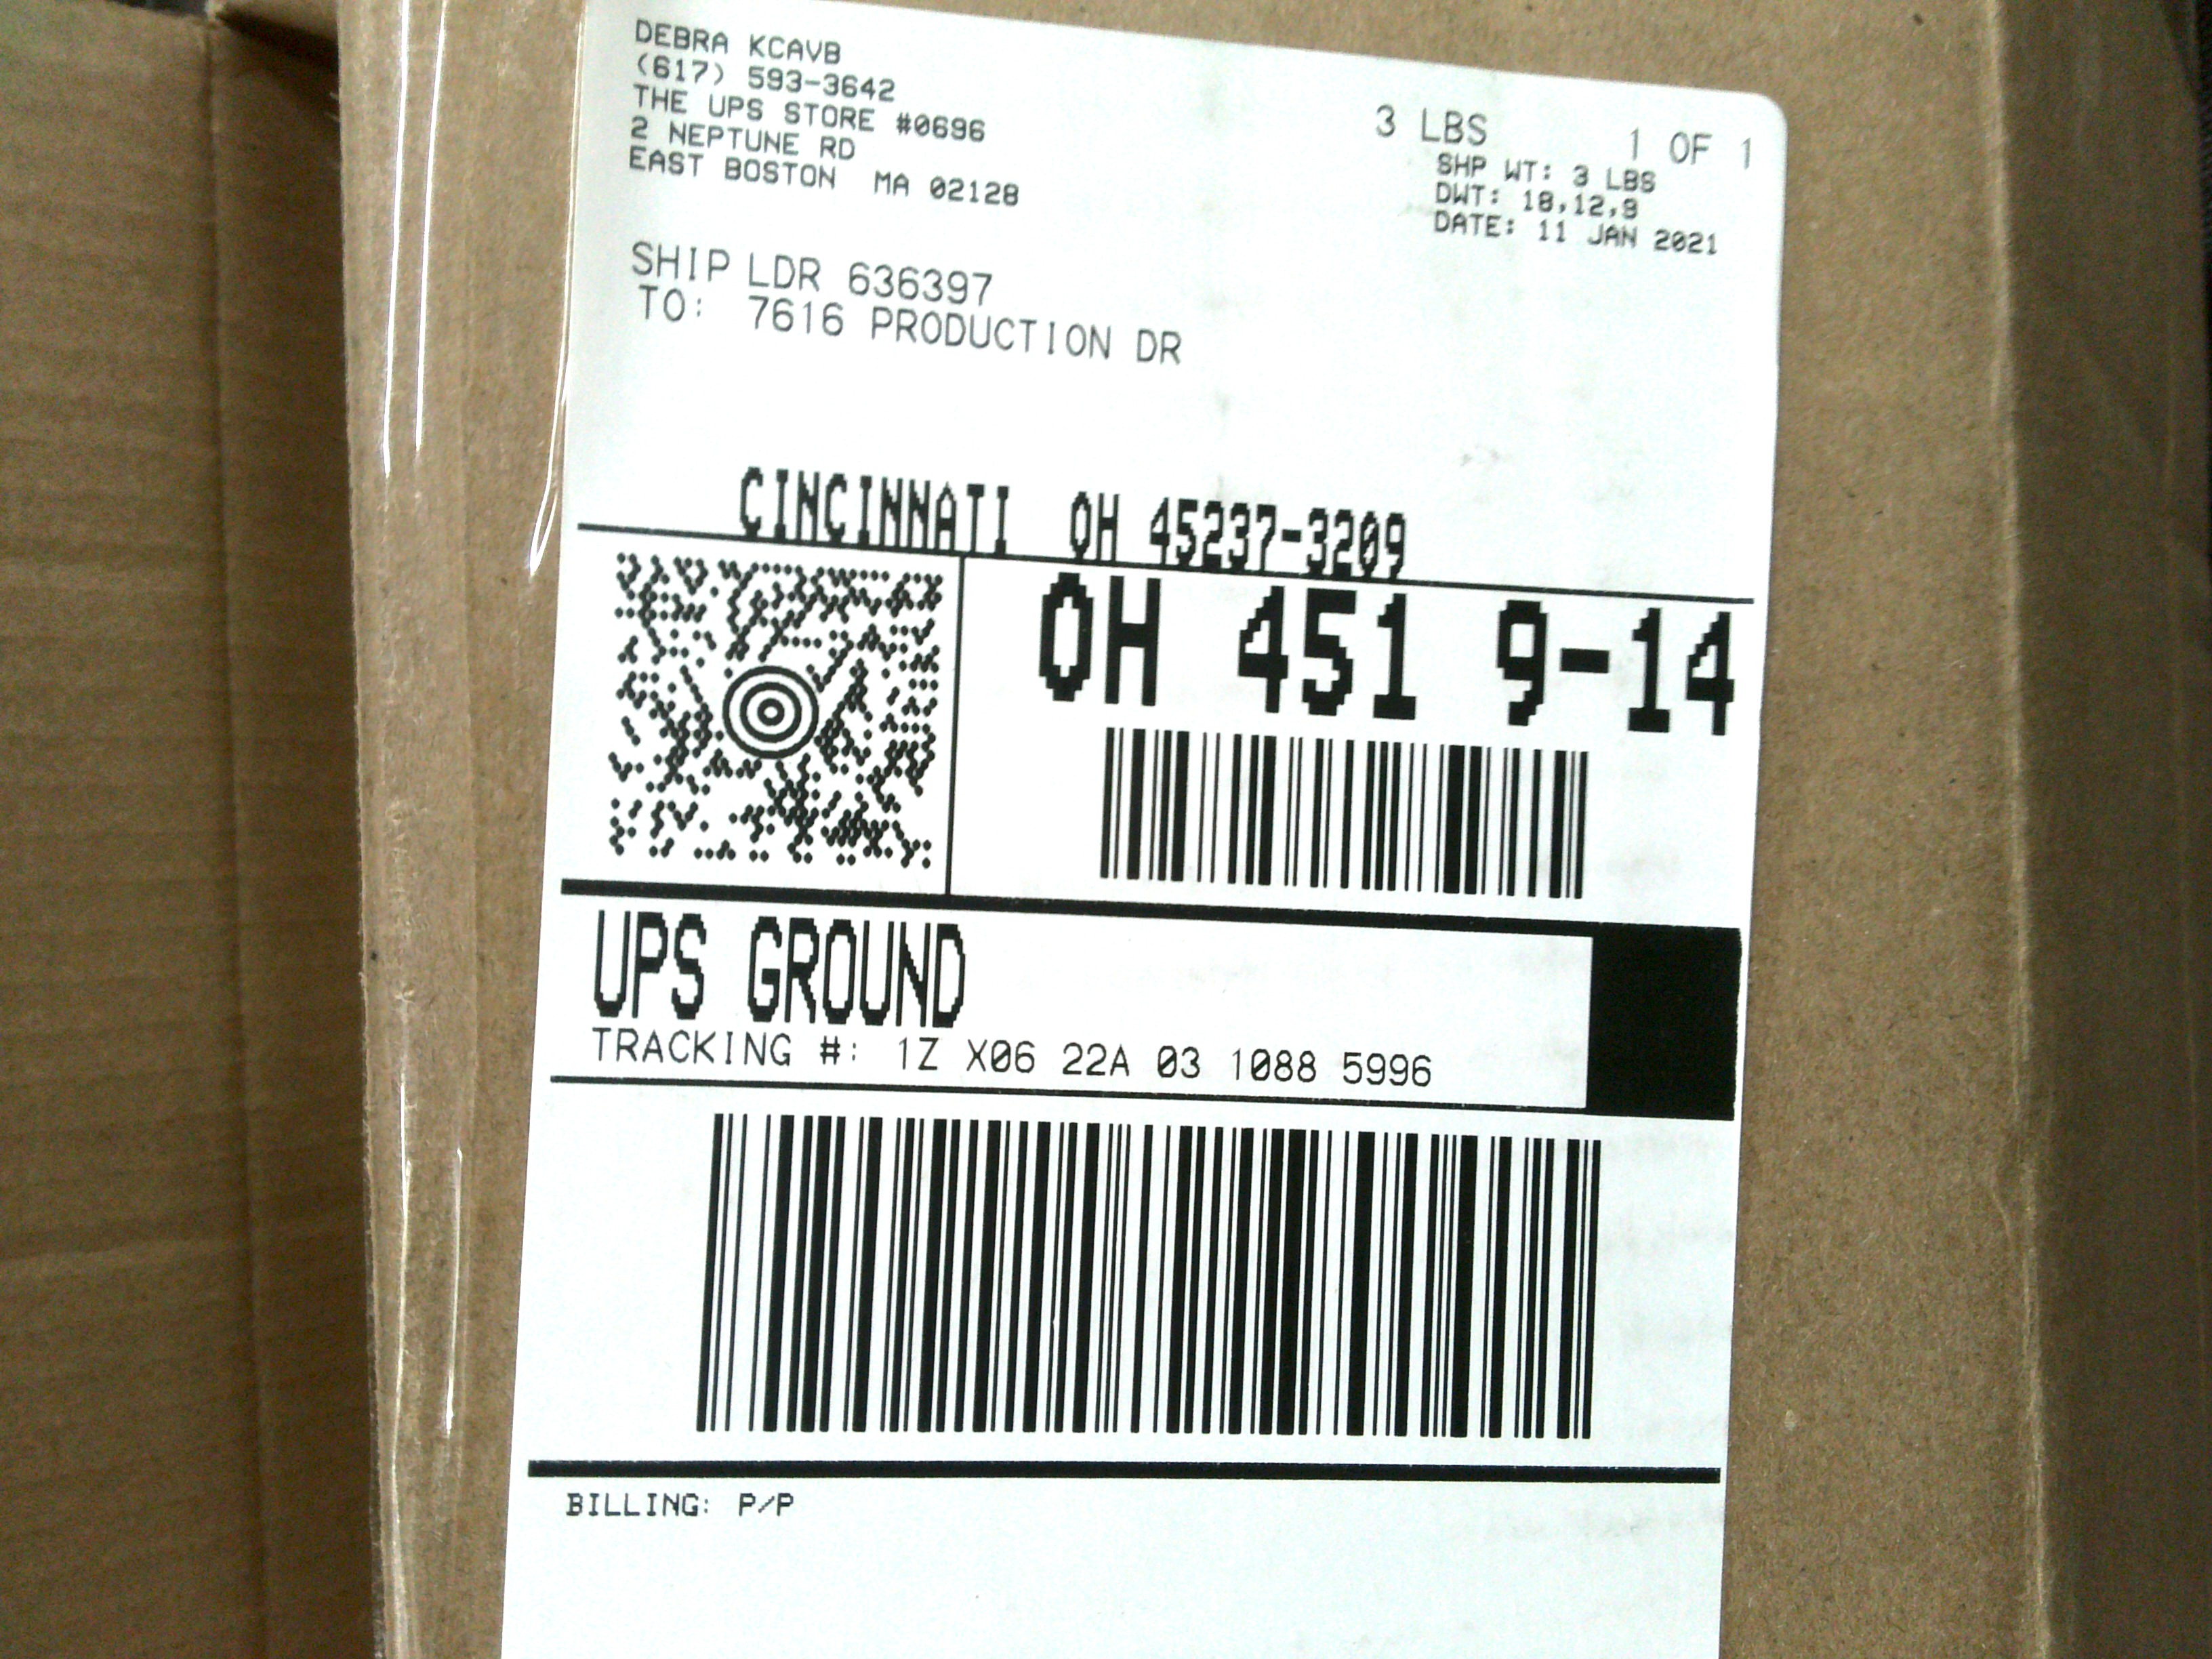 DEBRA KCAVB
(617) 593-3642
THE UPS STORE #0696
2 NEPTUNE RD
EAST BOSTON MA 02128
3 LBS 1 OF 1
SHP WT: 3 LBS
DWT: 18,12,9
DATE: 11 JAN 2021
SHIP LDR 636397
TO: 7616 PRODUCTION DR
CINCINNATI OH 45237-3209
OH 451 9-14
UPS GROUND
TRACKING #: 1Z X06 22A 03 1088 5996
BILLING: P/P